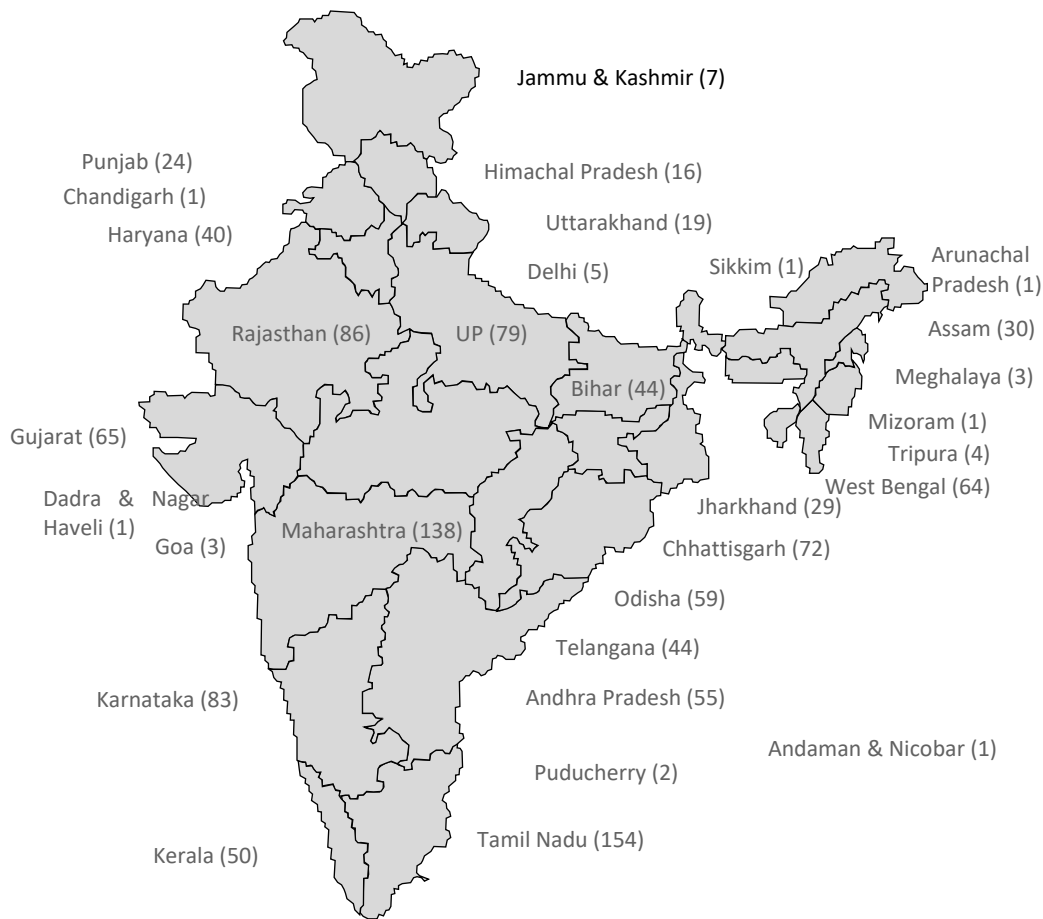 Jammu & Kashmir (7)
Punjab (24)
Himachal Pradesh (16)
Chandigarh (1)
Uttarakhand (19)
Haryana (40)
Delhi (5)
Sikkim (1)
Arunachal
Pradesh (1)
Rajasthan (86)
UP (79)
Assam (30)
Bihar (44)
Meghalaya (3)
Mizoram (1)
Gujarat (65)
Tripura (4)
West Bengal (64)
Dadra & Nagar
Haveli (1)
Jharkhand (29)
Maharashtra (138)
Goa (3)
Chhattisgarh (72)
Odisha (59)
Telangana (44)
Karnataka (83)
Andhra Pradesh (55)
Andaman & Nicobar (1)
Puducherry (2)
Tamil Nadu (154)
Kerala (50)